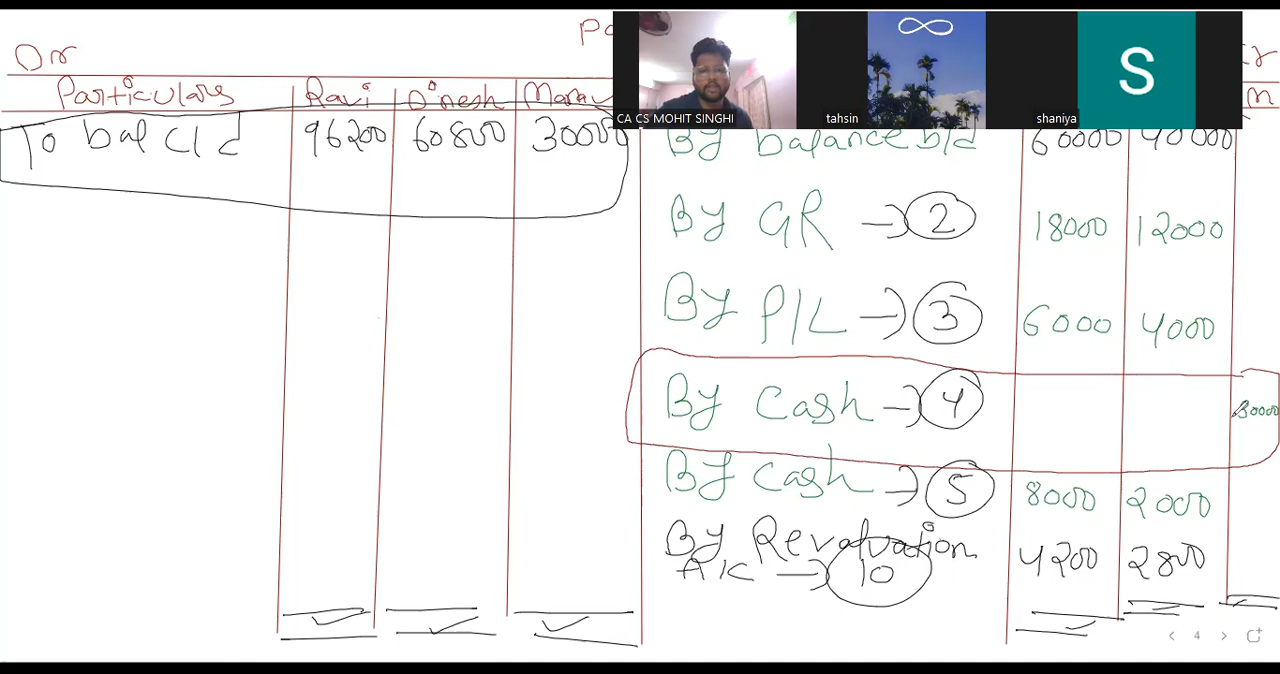 Dr
Particulars Ravi Dinesh
To bal c/d 96200 60800 30000
CA CS MOHIT SINGHI
tahsin
shaniya
S
By balance b/d 60000 40000
By GR → 2 18000 12000
By P/L → 3 6000 4000
By Cash → 4 30000
By Cash → 5 8000 2000
By Revaluation 4200 2800
A/c → 10
4